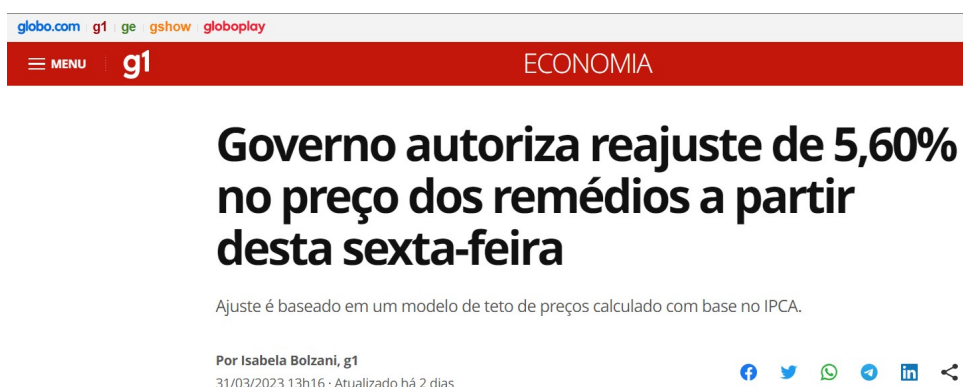 globo.com g1 ge gshow globoplay
MENU g1 ECONOMIA
Governo autoriza reajuste de 5,60%
no preço dos remédios a partir
desta sexta-feira
Ajuste é baseado em um modelo de teto de preços calculado com base no IPCA.
Por Isabela Bolzani, g1
31/03/2023 13h16 · Atualizado há 2 dias